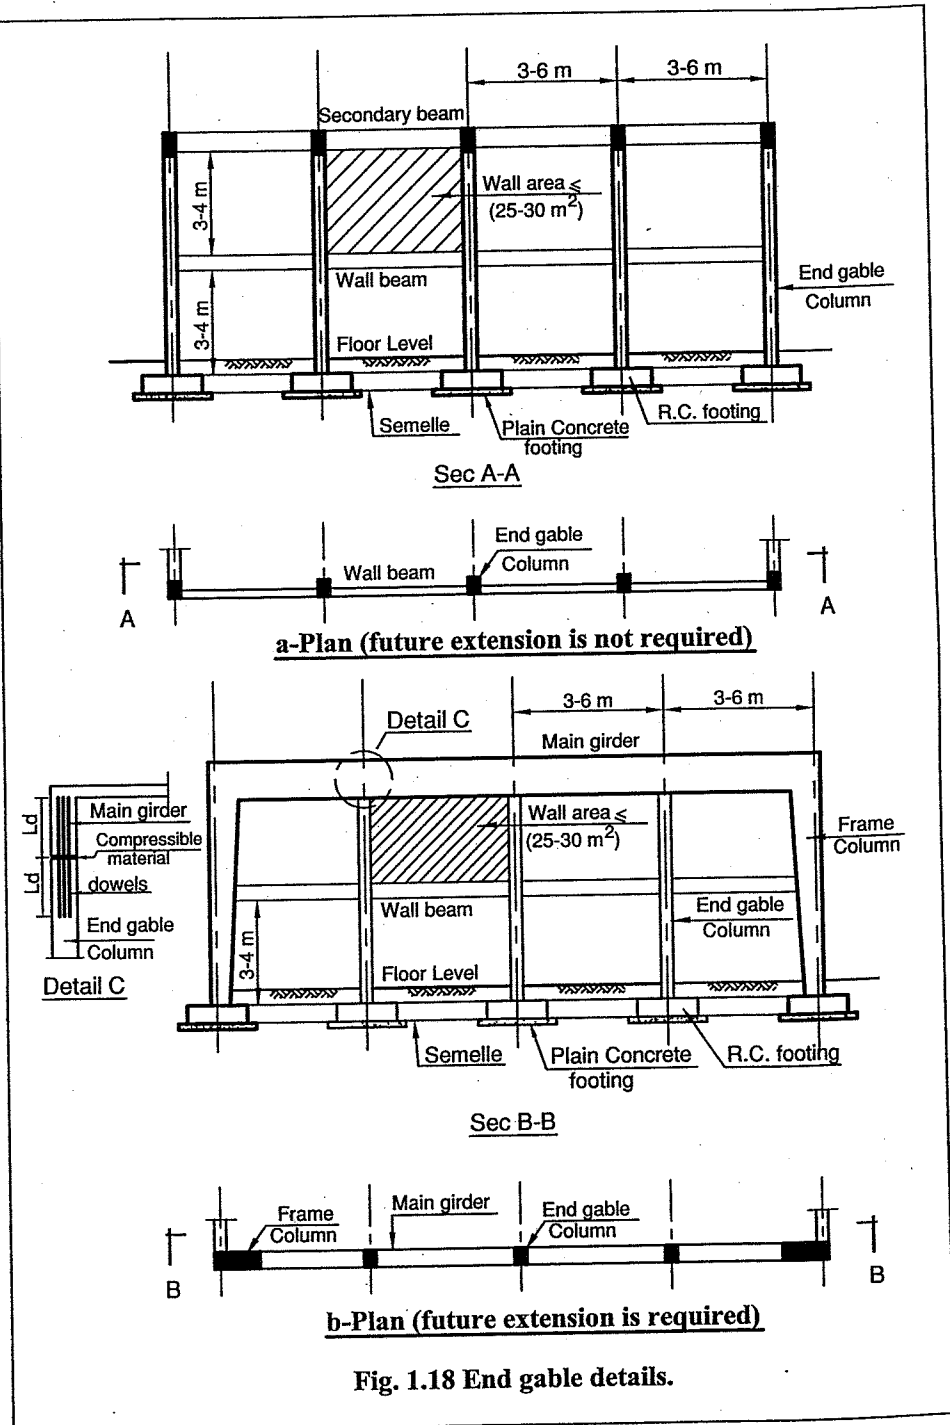 3-6 m
3-6 m
Secondary beam
Wall area ≤
(25-30 m²)
3-4 m
Wall beam
End gable
Column
3-4 m
Floor Level
Semelle
Plain Concrete
footing
R.C. footing
Sec A-A
End gable
Column
Wall beam
A
A
a-Plan (future extension is not required)
3-6 m
3-6 m
Detail C
Main girder
Ld
Main girder
Compressible
material
Ld
dowels
End gable
Column
Detail C
Wall area ≤
(25-30 m²)
Frame
Column
Wall beam
End gable
Column
3-4 m
Floor Level
Semelle
Plain Concrete
footing
R.C. footing
Sec B-B
Frame
Column
Main girder
End gable
Column
B
B
b-Plan (future extension is required)
Fig. 1.18 End gable details.